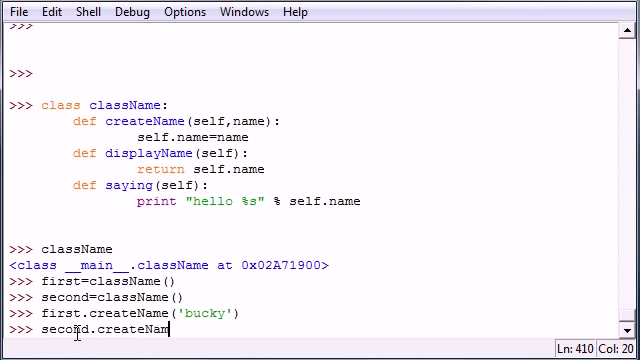 File Edit Shell Debug Options Windows Help
>>>
>>>
>>> class className:
def createName(self,name):
self.name=name
def displayName(self):
return self.name
def saying(self):
print "hello %s" % self.name
>>> className
<class __main__.className at 0x02A71900>
>>> first=className()
>>> second=className()
>>> first.createName('bucky')
>>> second.createNam
Ln: 410 Col: 20